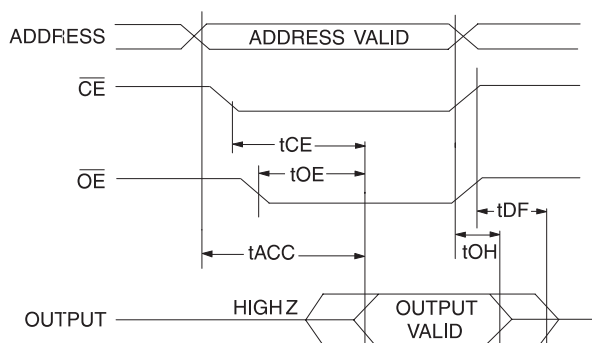 ADDRESS
ADDRESS VALID
CE
tCE
tOE
OE
tDF
tOH
tACC
HIGH Z
OUTPUT
OUTPUT
VALID